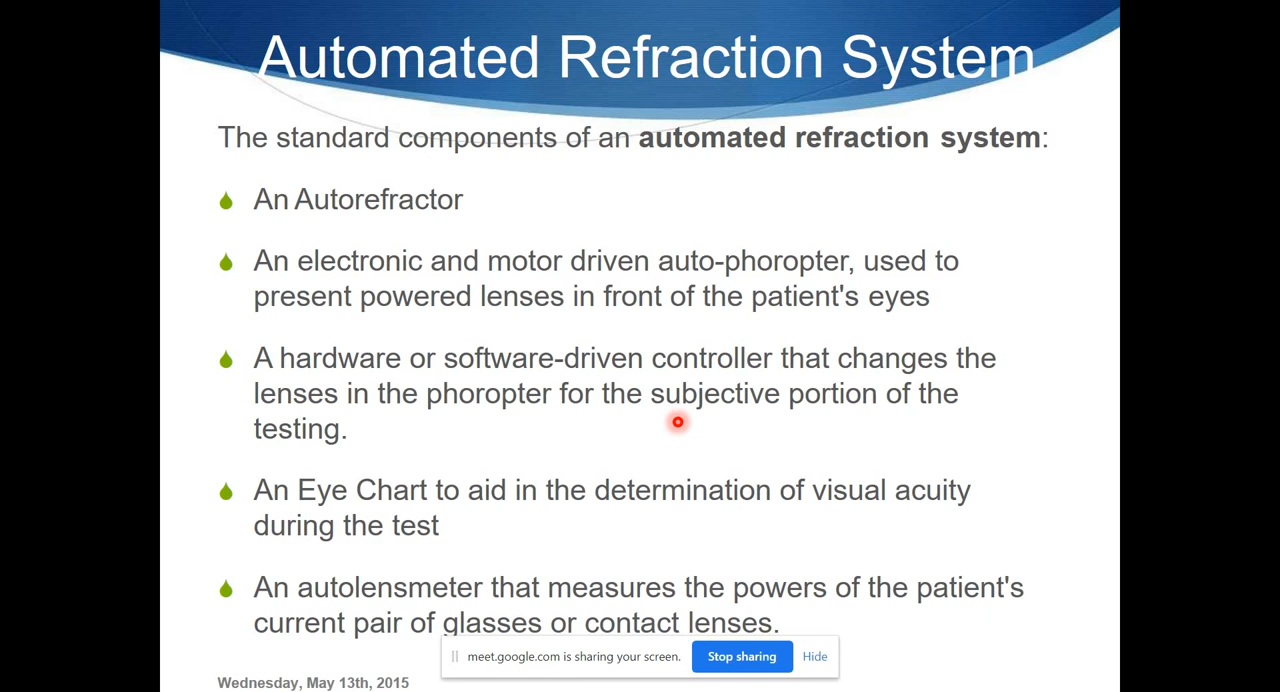 Automated Refraction System
The standard components of an automated refraction system:
An Autorefractor
An electronic and motor driven auto-phoropter, used to
present powered lenses in front of the patient's eyes
A hardware or software-driven controller that changes the
lenses in the phoropter for the subjective portion of the
testing.
An Eye Chart to aid in the determination of visual acuity
during the test
An autolensmeter that measures the powers of the patient's
current pair of glasses or contact lenses.
meet.google.com is sharing your screen. Stop sharing Hide
Wednesday, May 13th, 2015